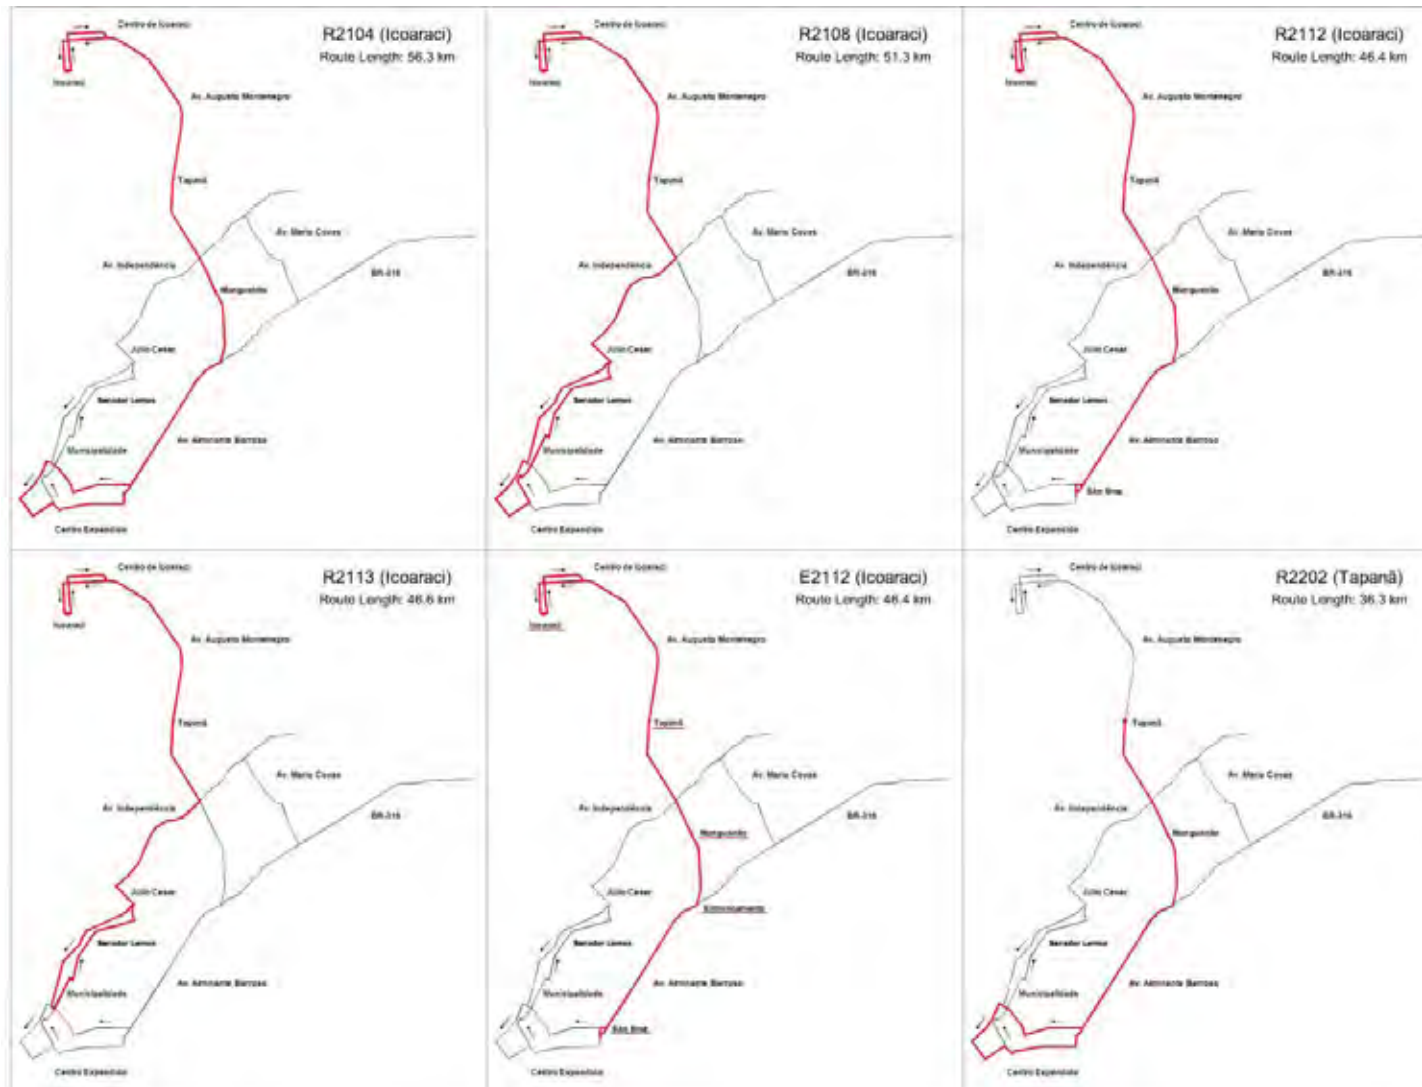 Centro de Icoaraci
R2104 (Icoaraci)
Route Length: 56.3 km
Icoaraci
Av. Augusto Montenegro
Tapanã
Av. Mario Covas
Av. Independência
BR-316
Mangueirão
Júlio Cesar
Senador Lemos
Municipalidade
Av. Almirante Barroso
Centro Expandido
Centro de Icoaraci
R2108 (Icoaraci)
Route Length: 51.3 km
Icoaraci
Av. Augusto Montenegro
Tapanã
Av. Mario Covas
Av. Independência
BR-316
Mangueirão
Júlio Cesar
Senador Lemos
Municipalidade
Av. Almirante Barroso
Centro Expandido
Centro de Icoaraci
R2112 (Icoaraci)
Route Length: 46.4 km
Icoaraci
Av. Augusto Montenegro
Tapanã
Av. Mario Covas
Av. Independência
BR-316
Mangueirão
Júlio Cesar
Senador Lemos
Municipalidade
Av. Almirante Barroso
São Braz
Centro Expandido
Centro de Icoaraci
R2113 (Icoaraci)
Route Length: 46.6 km
Icoaraci
Av. Augusto Montenegro
Tapanã
Av. Mario Covas
Av. Independência
BR-316
Júlio Cesar
Senador Lemos
Municipalidade
Av. Almirante Barroso
Centro Expandido
Centro de Icoaraci
E2112 (Icoaraci)
Route Length: 46.4 km
Icoaraci
Av. Augusto Montenegro
Tapanã
Av. Mario Covas
Av. Independência
BR-316
Mangueirão
Júlio Cesar
Entroncamento
Senador Lemos
Municipalidade
Av. Almirante Barroso
São Braz
Centro Expandido
Centro de Icoaraci
R2202 (Tapanã)
Route Length: 36.3 km
Av. Augusto Montenegro
Tapanã
Av. Mario Covas
Av. Independência
BR-316
Mangueirão
Júlio Cesar
Senador Lemos
Municipalidade
Av. Almirante Barroso
Centro Expandido